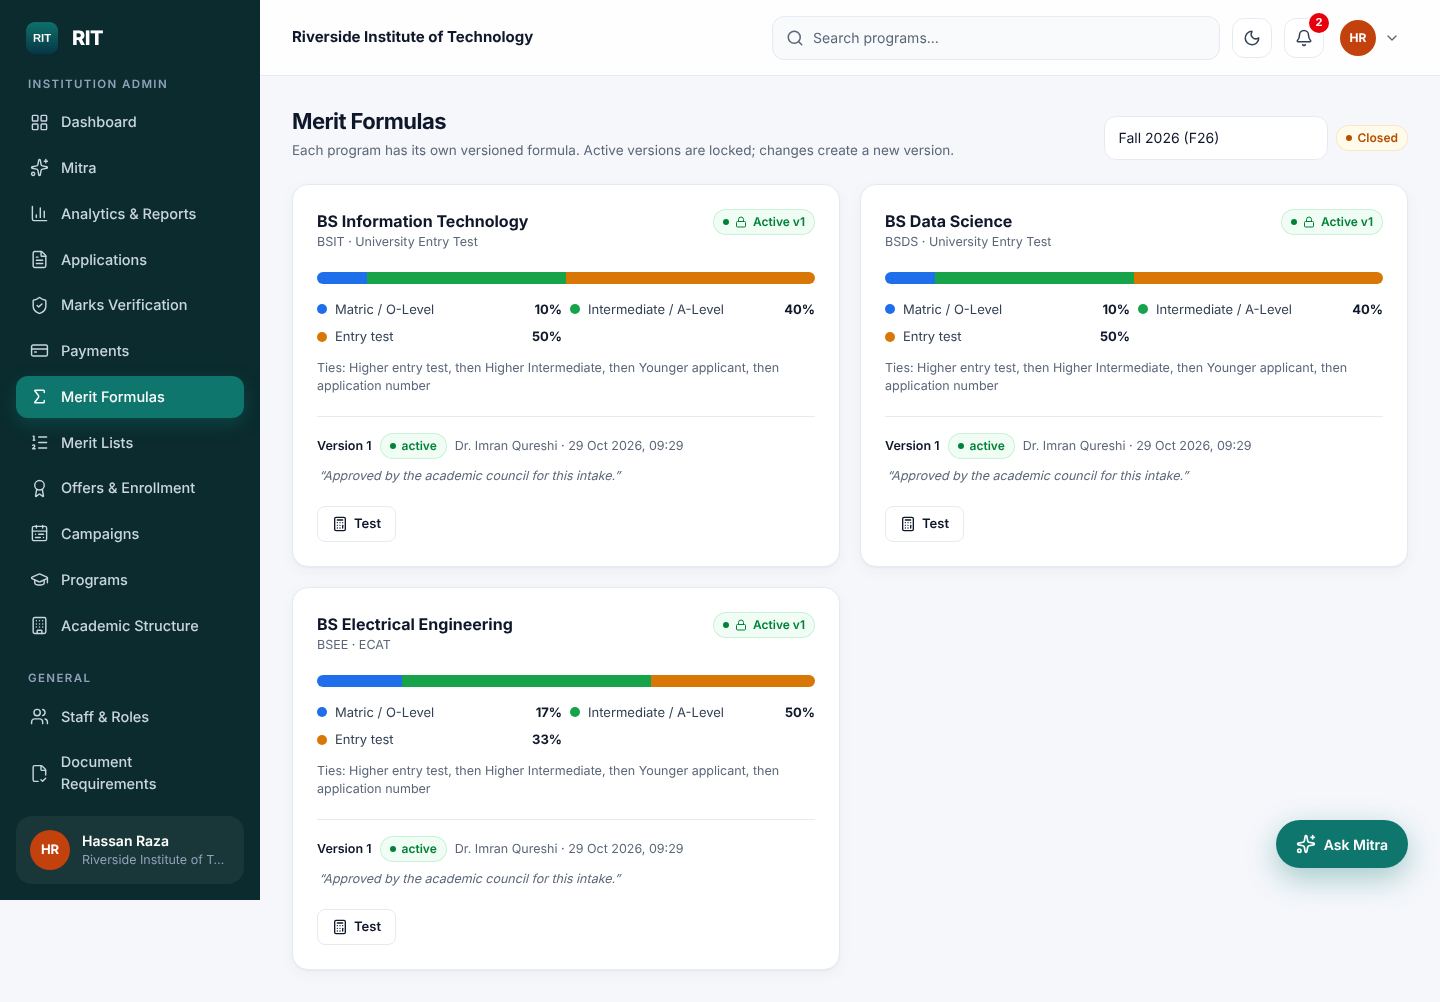 RIT RIT
INSTITUTION ADMIN
Dashboard
Mitra
Analytics & Reports
Applications
Marks Verification
Payments
Merit Formulas
Merit Lists
Offers & Enrollment
Campaigns
Programs
Academic Structure
GENERAL
Staff & Roles
Document
Requirements
HR Hassan Raza
Riverside Institute of T...
Riverside Institute of Technology
Search programs...
2
HR
Merit Formulas
Each program has its own versioned formula. Active versions are locked; changes create a new version.
Fall 2026 (F26)
Closed
BS Information Technology
Active v1
BSIT · University Entry Test
Matric / O-Level 10% Intermediate / A-Level 40%
Entry test 50%
Ties: Higher entry test, then Higher Intermediate, then Younger applicant, then
application number
Version 1 active Dr. Imran Qureshi · 29 Oct 2026, 09:29
“Approved by the academic council for this intake.”
Test
BS Data Science
Active v1
BSDS · University Entry Test
Matric / O-Level 10% Intermediate / A-Level 40%
Entry test 50%
Ties: Higher entry test, then Higher Intermediate, then Younger applicant, then
application number
Version 1 active Dr. Imran Qureshi · 29 Oct 2026, 09:29
“Approved by the academic council for this intake.”
Test
BS Electrical Engineering
Active v1
BSEE · ECAT
Matric / O-Level 17% Intermediate / A-Level 50%
Entry test 33%
Ties: Higher entry test, then Higher Intermediate, then Younger applicant, then
application number
Version 1 active Dr. Imran Qureshi · 29 Oct 2026, 09:29
“Approved by the academic council for this intake.”
Test
Ask Mitra